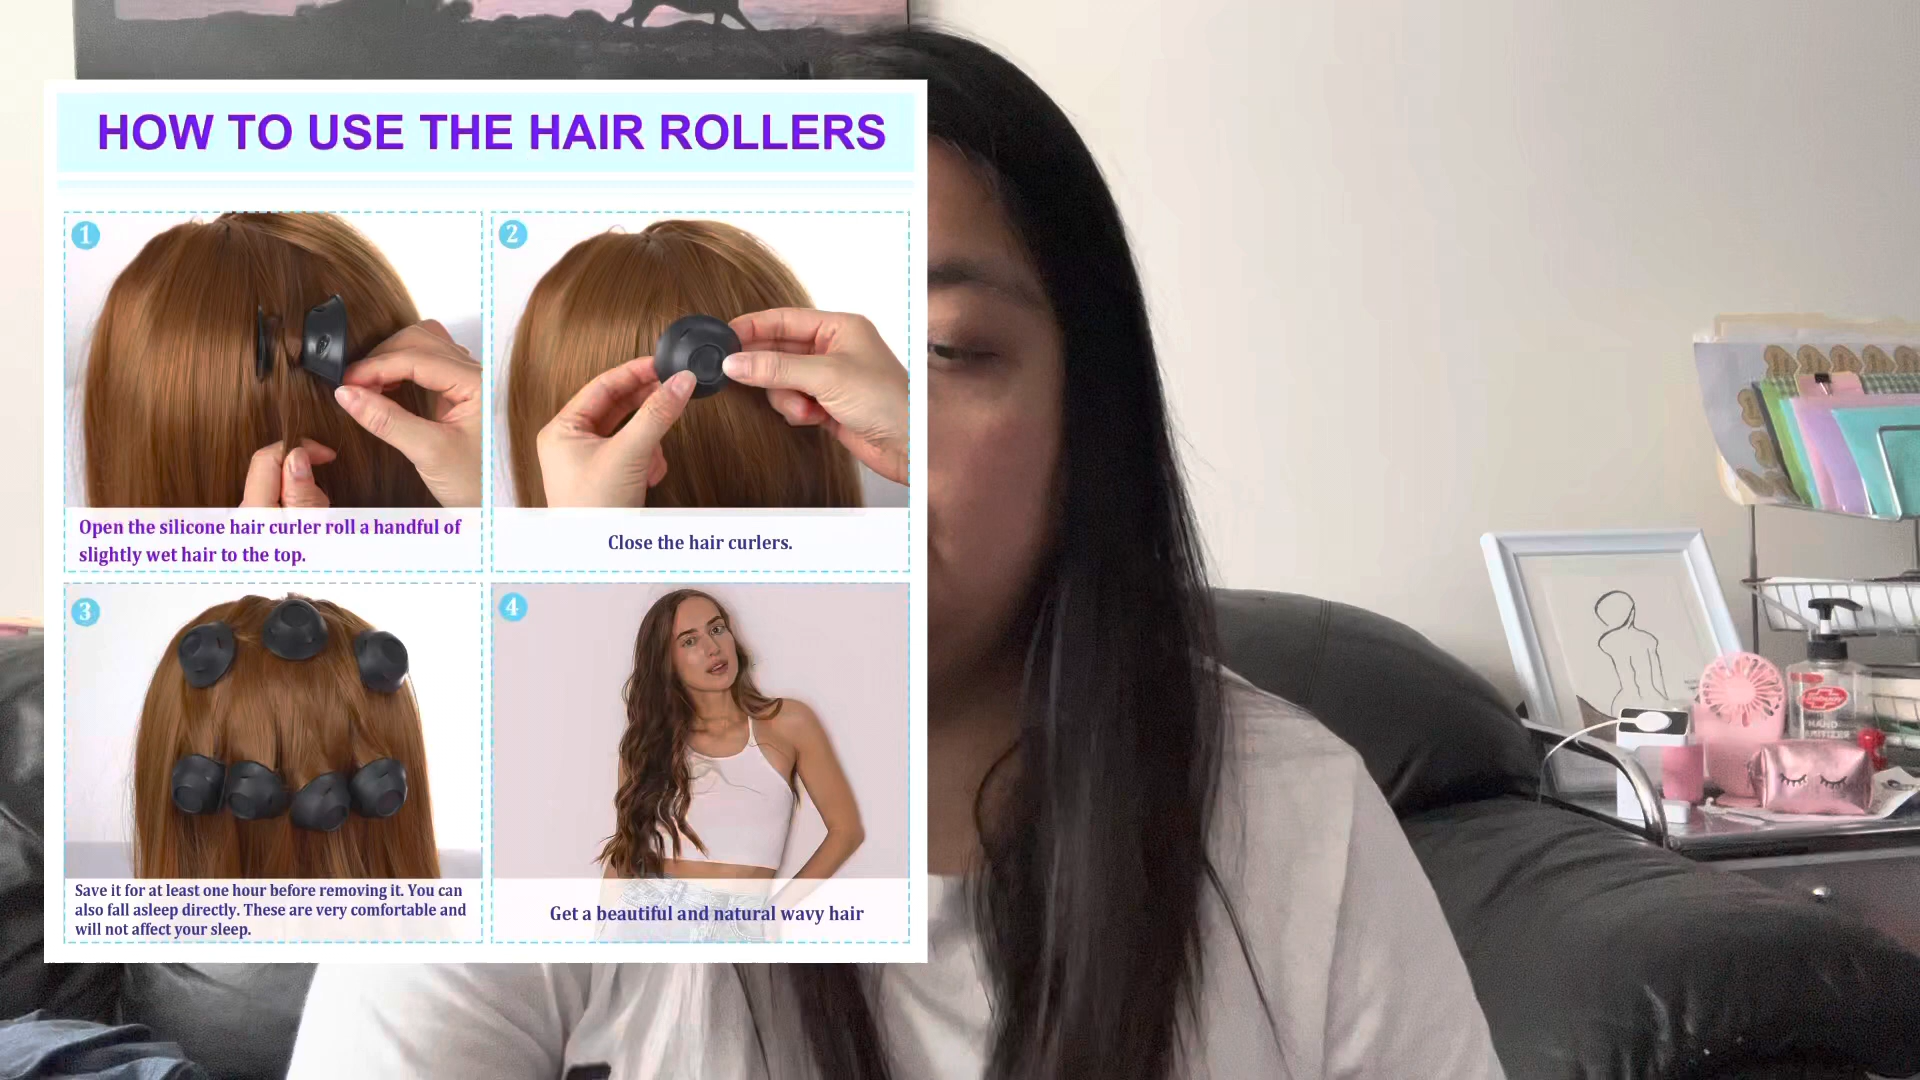 HOW TO USE THE HAIR ROLLERS
1
2
Open the silicone hair curler roll a handful of
slightly wet hair to the top.
Close the hair curlers.
3
4
Save it for at least one hour before removing it. You can
also fall asleep directly. These are very comfortable and
will not affect your sleep.
Get a beautiful and natural wavy hair
HAND